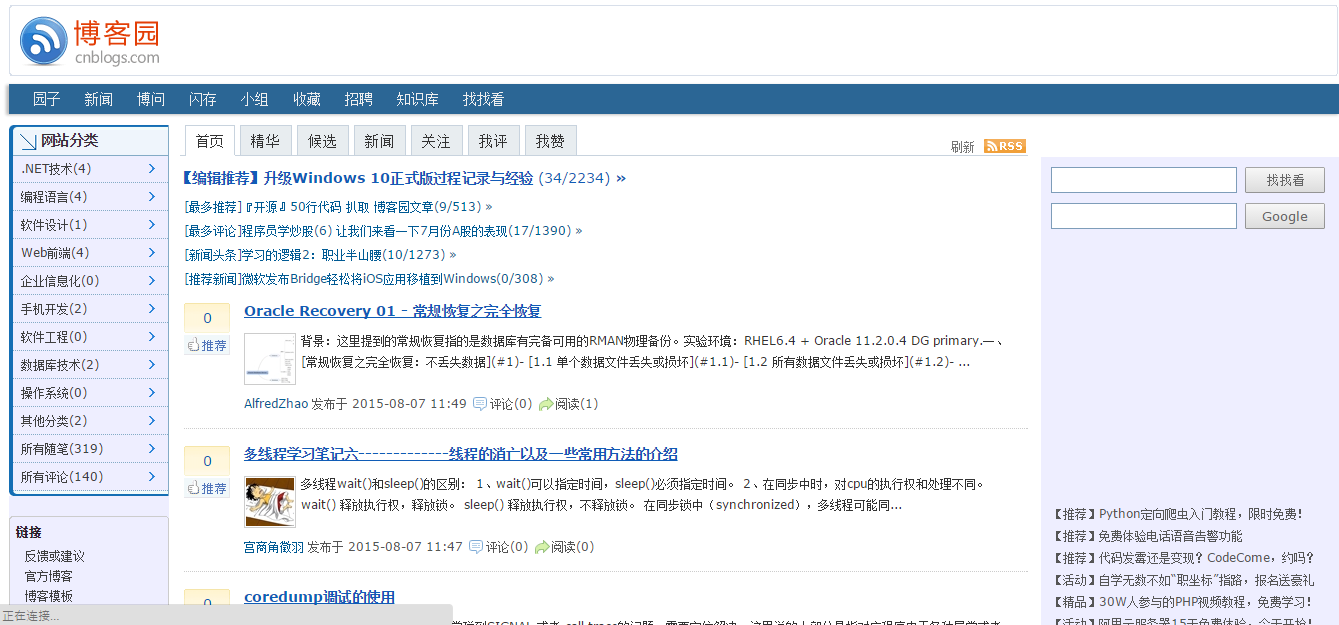 博客园
cnblogs.com
园子 新闻 博问 闪存 小组 收藏 招聘 知识库 找找看
网站分类
.NET技术(4)
编程语言(4)
软件设计(1)
Web前端(4)
企业信息化(0)
手机开发(2)
软件工程(0)
数据库技术(2)
操作系统(0)
其他分类(2)
所有随笔(319)
所有评论(140)
链接
反馈或建议
官方博客
博客模板
正在连接...
首页 精华 候选 新闻 关注 我评 我赞
刷新 RSS
【编辑推荐】升级Windows 10正式版过程记录与经验 (34/2234) »
[最多推荐]『开源』50行代码 扒取 博客园文章(9/513) »
[最多评论]程序员学炒股(6) 让我们来看一下7月份A股的表现(17/1390) »
[新闻头条]学习的逻辑2：职业半山腰(10/1273) »
[推荐新闻]微软发布Bridge轻松将iOS应用移植到Windows(0/308) »
0
推荐
Oracle Recovery 01 - 常规恢复之完全恢复
背景：这里提到的常规恢复指的是数据库有完备可用的RMAN物理备份。实验环境：RHEL6.4 + Oracle 11.2.0.4 DG primary.一、
[常规恢复之完全恢复：不丢失数据](#1)- [1.1 单个数据文件丢失或损坏](#1.1)- [1.2 所有数据文件丢失或损坏](#1.2)- ...
AlfredZhao 发布于 2015-08-07 11:49 评论(0) 阅读(1)
0
推荐
多线程学习笔记六-------------线程的消亡以及一些常用方法的介绍
多线程wait()和sleep()的区别： 1、wait()可以指定时间，sleep()必须指定时间。 2、在同步中时，对cpu的执行权和处理不同。
wait() 释放执行权，释放锁。 sleep() 释放执行权，不释放锁。 在同步锁中（synchronized），多线程可能同...
宫商角徵羽 发布于 2015-08-07 11:47 评论(0) 阅读(0)
0
coredump调试的使用
找找看
Google
【推荐】Python定向爬虫入门教程，限时免费！
【推荐】免费体验电话语音告警功能
【推荐】代码发霉还是变现？CodeCome，约吗？
【活动】自学无数不如“职坐标”指路，报名送豪礼
【精品】30W人参与的PHP视频教程，免费学习！